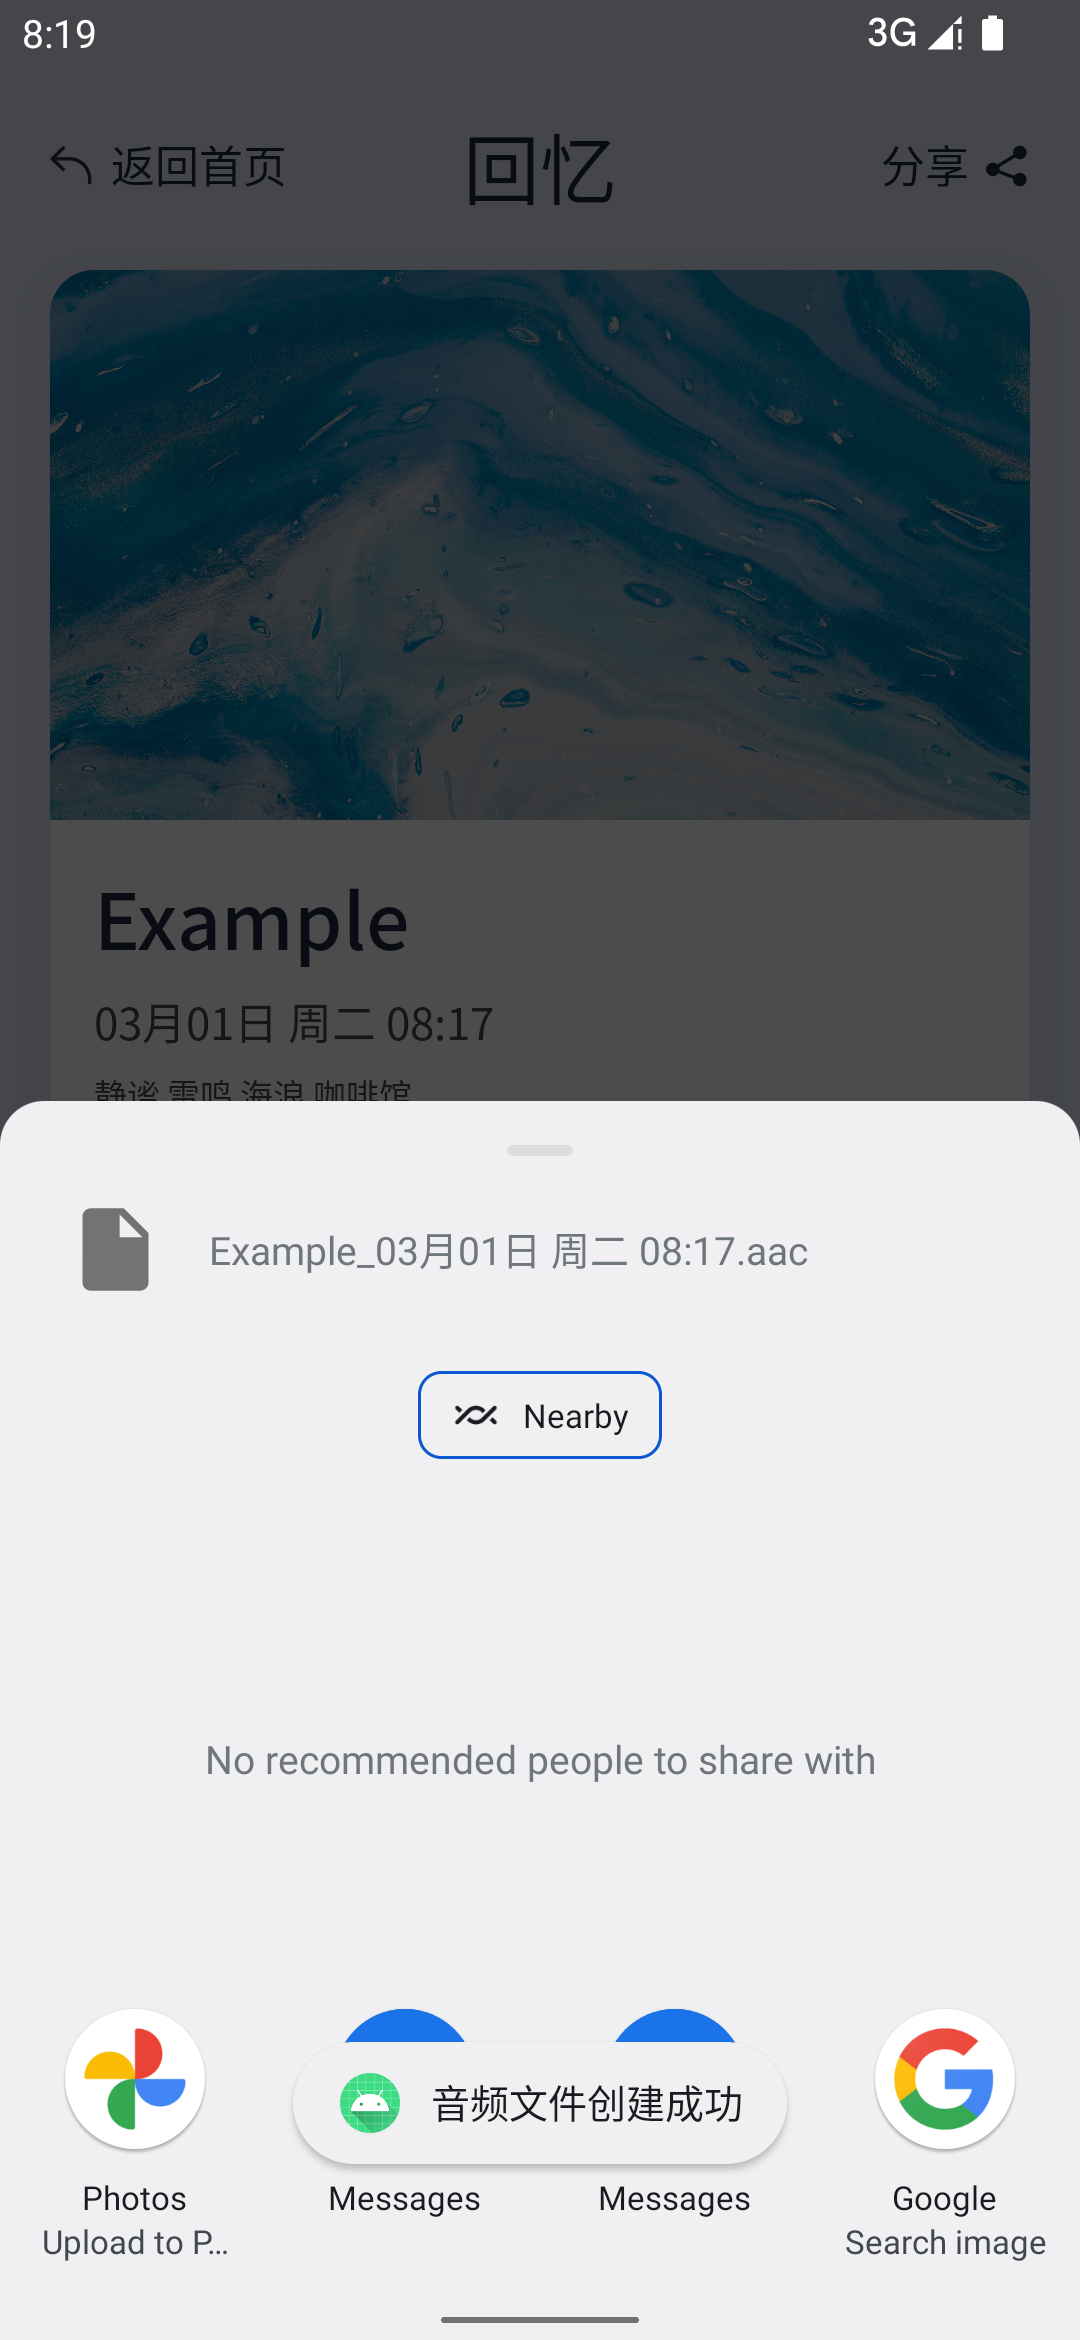 8:19
3G
返回首页
回忆
分享
Example
03月01日 周二 08:17
静谧 雷鸣 海浪 咖啡馆
Example_03月01日 周二 08:17.aac
Nearby
No recommended people to share with
音频文件创建成功
Photos
Upload to P...
Messages
Messages
Google
Search image